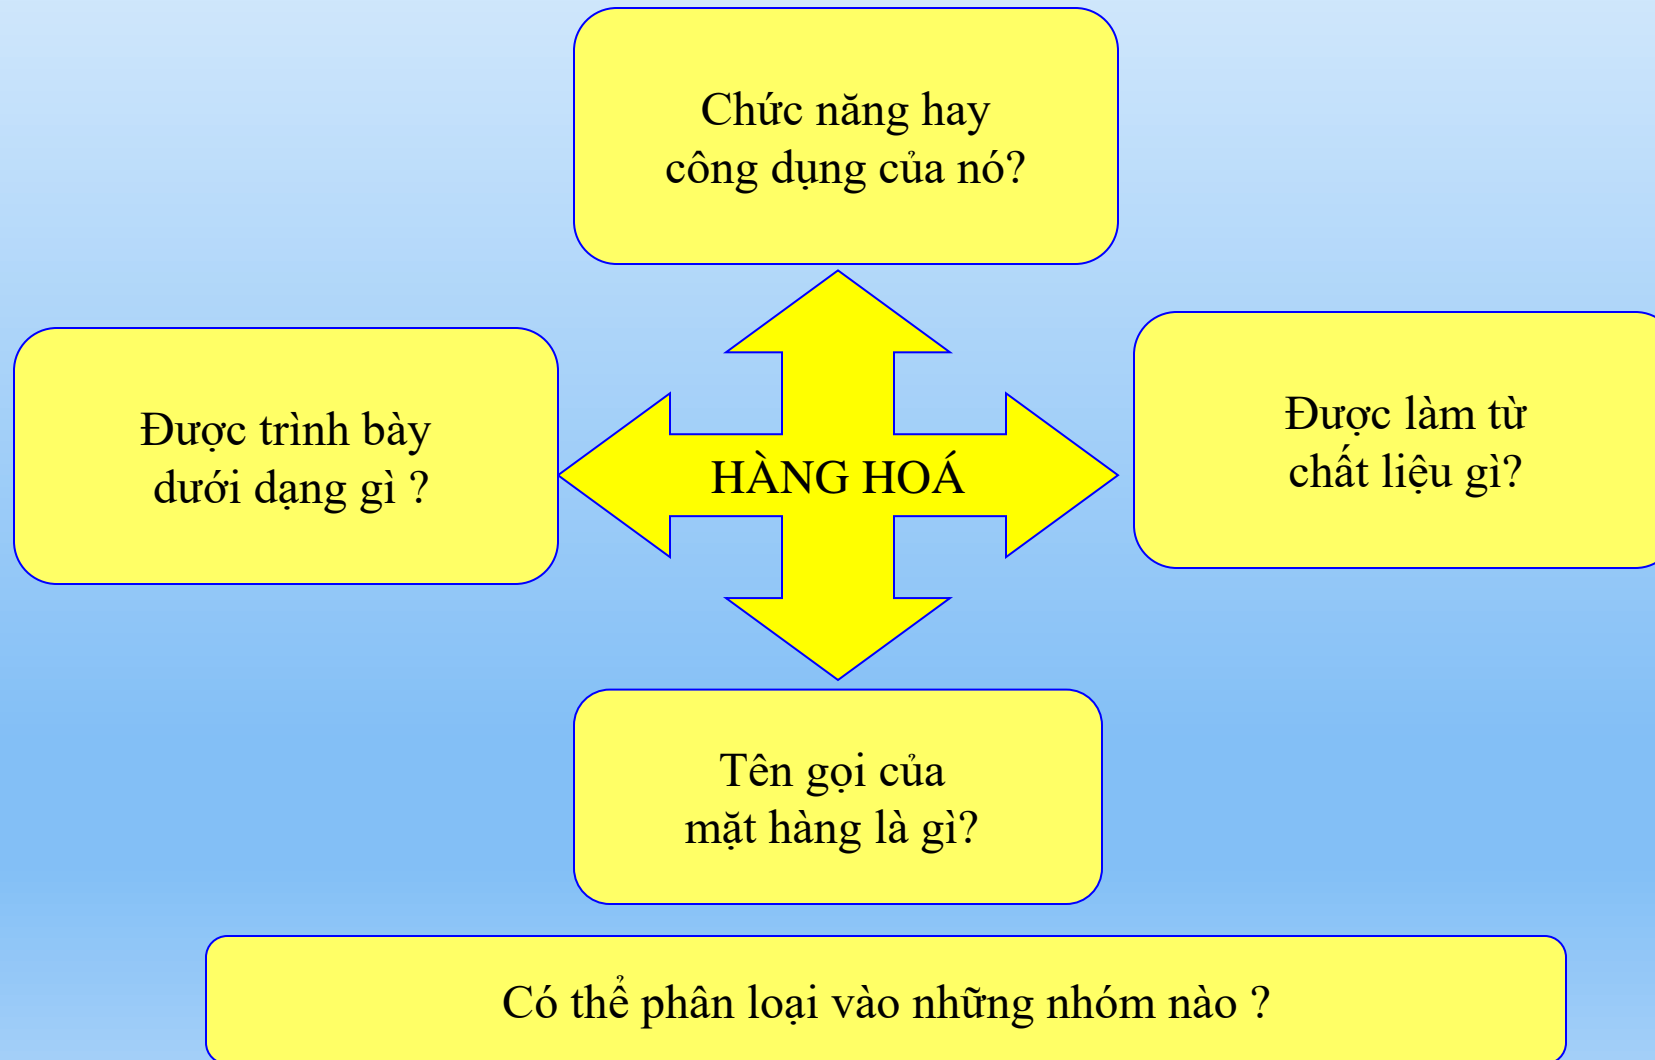 Chức năng hay
công dụng của nó?
Được trình bày
dưới dạng gì ?
HÀNG HOÁ
Được làm từ
chất liệu gì?
Tên gọi của
mặt hàng là gì?
Có thể phân loại vào những nhóm nào ?